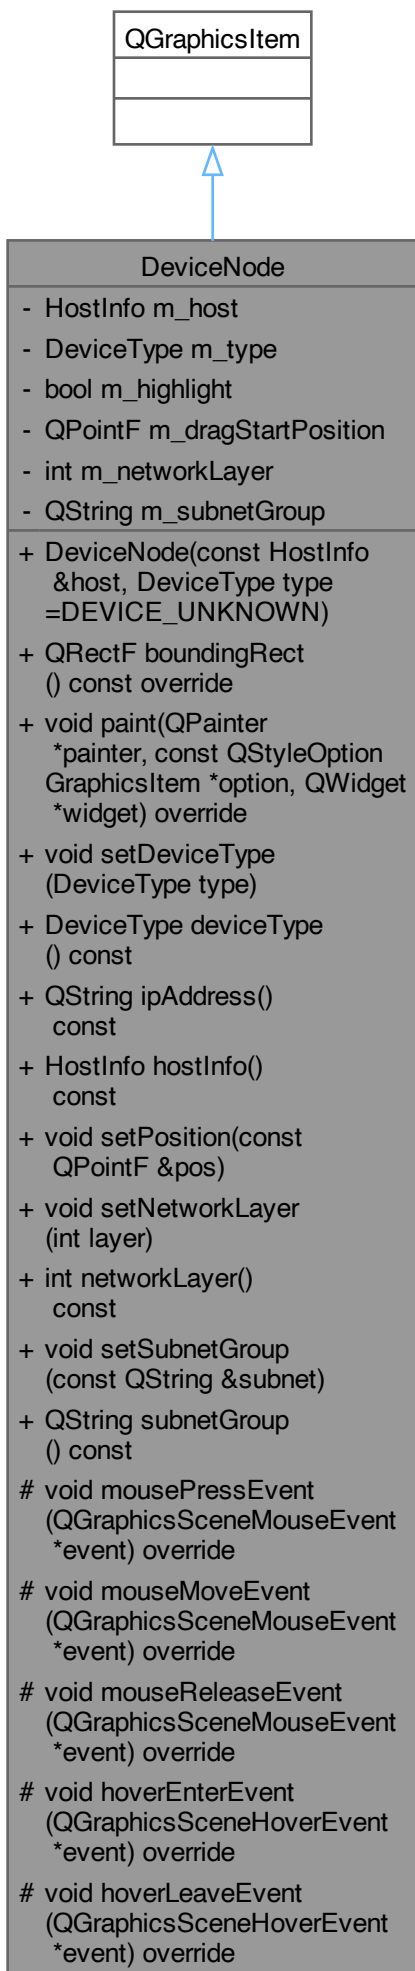 QGraphicsItem
DeviceNode
- HostInfo m_host
- DeviceType m_type
- bool m_highlight
- QPointF m_dragStartPosition
- int m_networkLayer
- QString m_subnetGroup
+ DeviceNode(const HostInfo
&host, DeviceType type
=DEVICE_UNKNOWN)
+ QRectF boundingRect
() const override
+ void paint(QPainter
*painter, const QStyleOption
GraphicsItem *option, QWidget
*widget) override
+ void setDeviceType
(DeviceType type)
+ DeviceType deviceType
() const
+ QString ipAddress()
const
+ HostInfo hostInfo()
const
+ void setPosition(const
QPointF &pos)
+ void setNetworkLayer
(int layer)
+ int networkLayer()
const
+ void setSubnetGroup
(const QString &subnet)
+ QString subnetGroup
() const
# void mousePressEvent
(QGraphicsSceneMouseEvent
*event) override
# void mouseMoveEvent
(QGraphicsSceneMouseEvent
*event) override
# void mouseReleaseEvent
(QGraphicsSceneMouseEvent
*event) override
# void hoverEnterEvent
(QGraphicsSceneHoverEvent
*event) override
# void hoverLeaveEvent
(QGraphicsSceneHoverEvent
*event) override